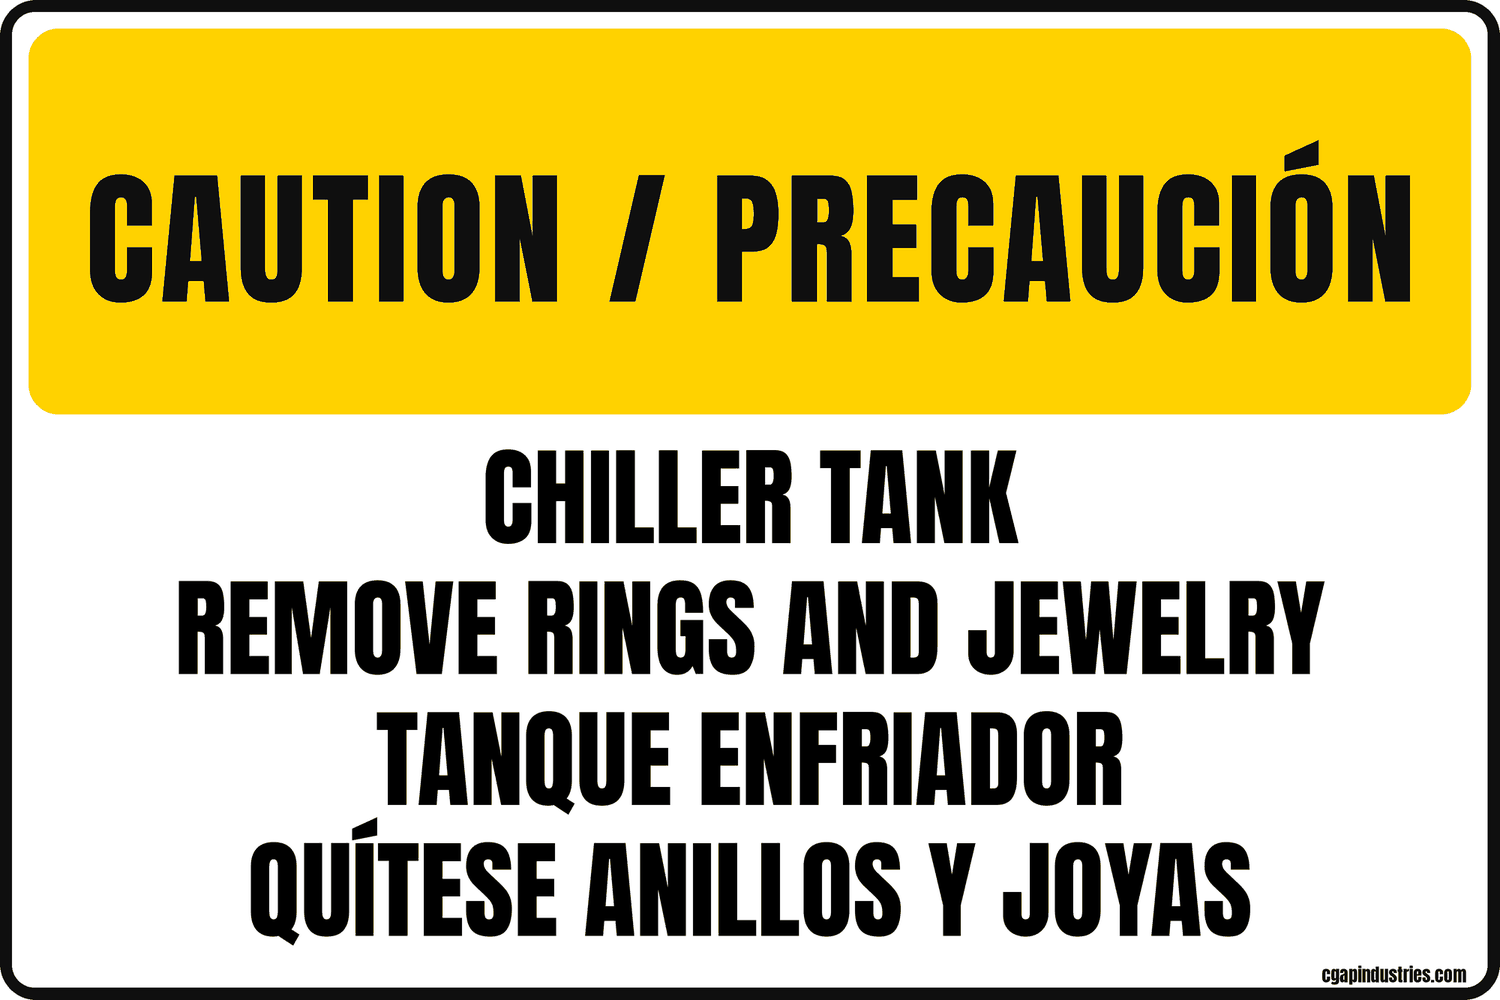 CAUTION / PRECAUCIÓN
CHILLER TANK
REMOVE RINGS AND JEWELRY
TANQUE ENFRIADOR
QUÍTESE ANILLOS Y JOYAS
cgapindustries.com